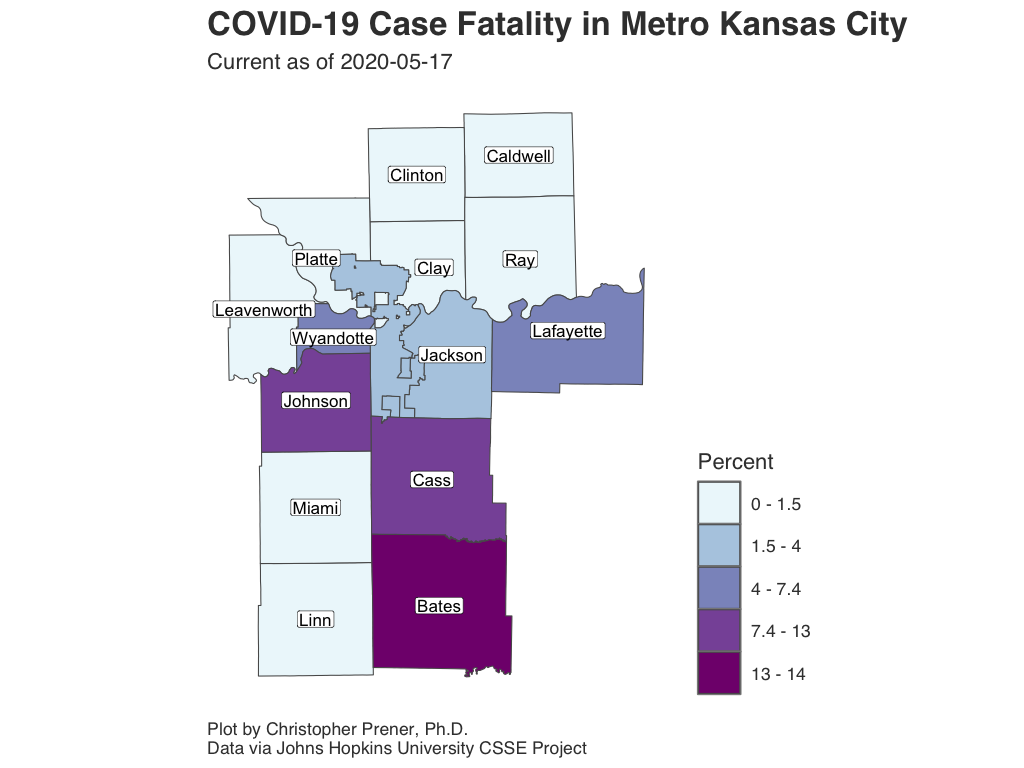 COVID-19 Case Fatality in Metro Kansas City
Current as of 2020-05-17
Caldwell
Clinton
Platte
Clay
Ray
Leavenworth
Lafayette
Wyandotte
Jackson
Johnson
Cass
Miami
Bates
Linn
Percent
0 - 1.5
1.5 - 4
4 - 7.4
7.4 - 13
13 - 14
Plot by Christopher Prener, Ph.D.
Data via Johns Hopkins University CSSE Project